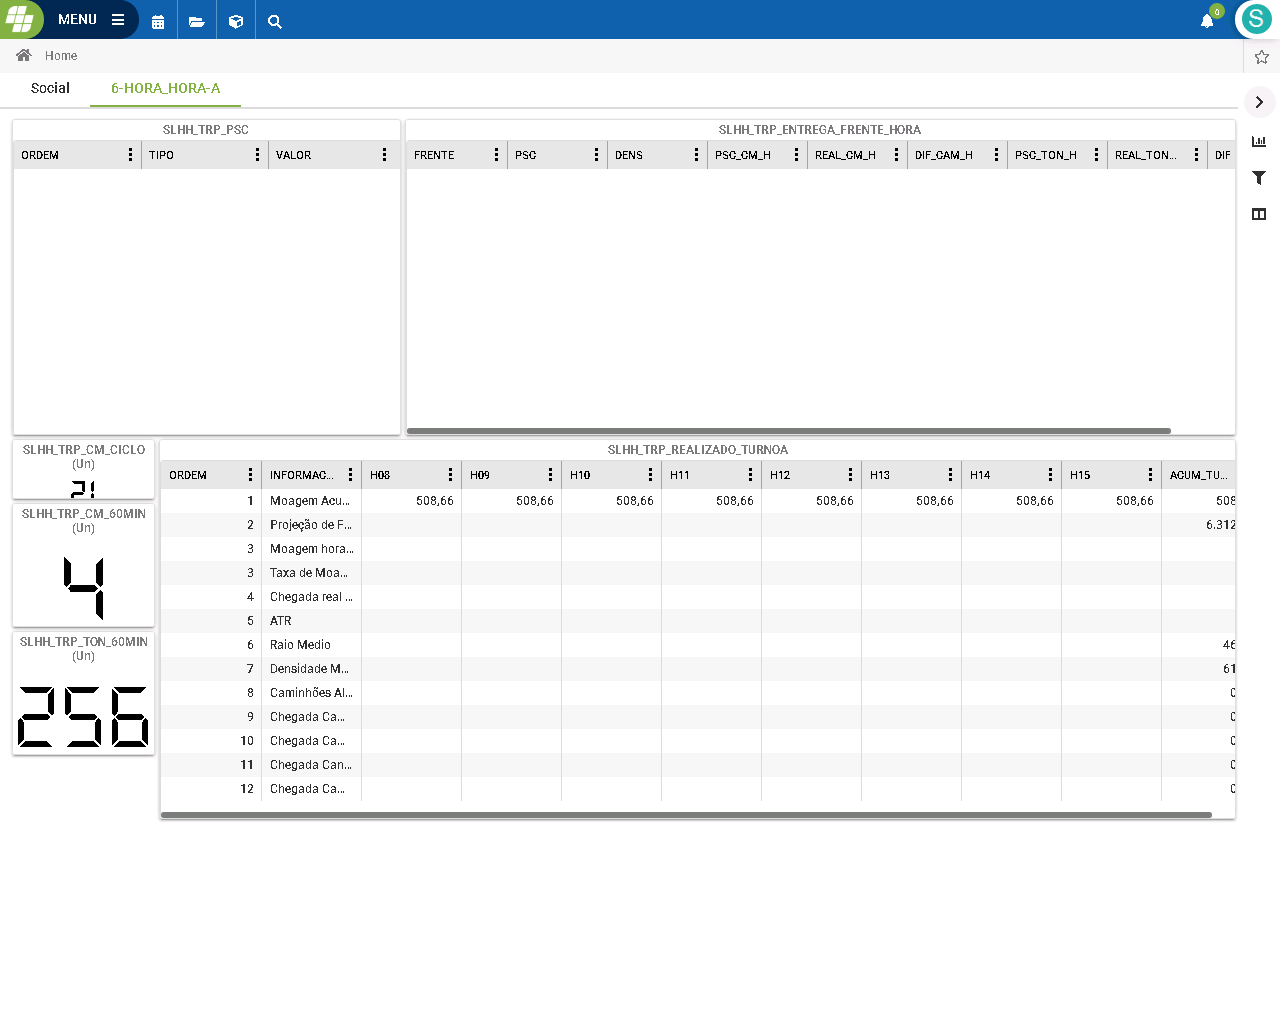 MENU
0
S
Home
Social
6-HORA_HORA-A
SLHH_TRP_PSC
ORDEM TIPO VALOR
SLHH_TRP_ENTREGA_FRENTE_HORA
FRENTE PSC DENS PSC_CM_H REAL_CM_H DIF_CAM_H PSC_TON_H REAL_TON... DIF
SLHH_TRP_CM_CICLO
(Un)
SLHH_TRP_CM_60MIN
(Un)
4
SLHH_TRP_TON_60MIN
(Un)
256
SLHH_TRP_REALIZADO_TURNOA
ORDEM INFORMAC... H08 H09 H10 H11 H12 H13 H14 H15 ACUM_TU...
1 Moagem Acu... 508,66 508,66 508,66 508,66 508,66 508,66 508,66 508,66 508
2 Projeção de F... 6.312
3 Moagem hora...
3 Taxa de Moa...
4 Chegada real ...
5 ATR
6 Raio Medio 46
7 Densidade M... 61
8 Caminhões Al... 0
9 Chegada Ca... 0
10 Chegada Ca... 0
11 Chegada Can... 0
12 Chegada Ca... 0